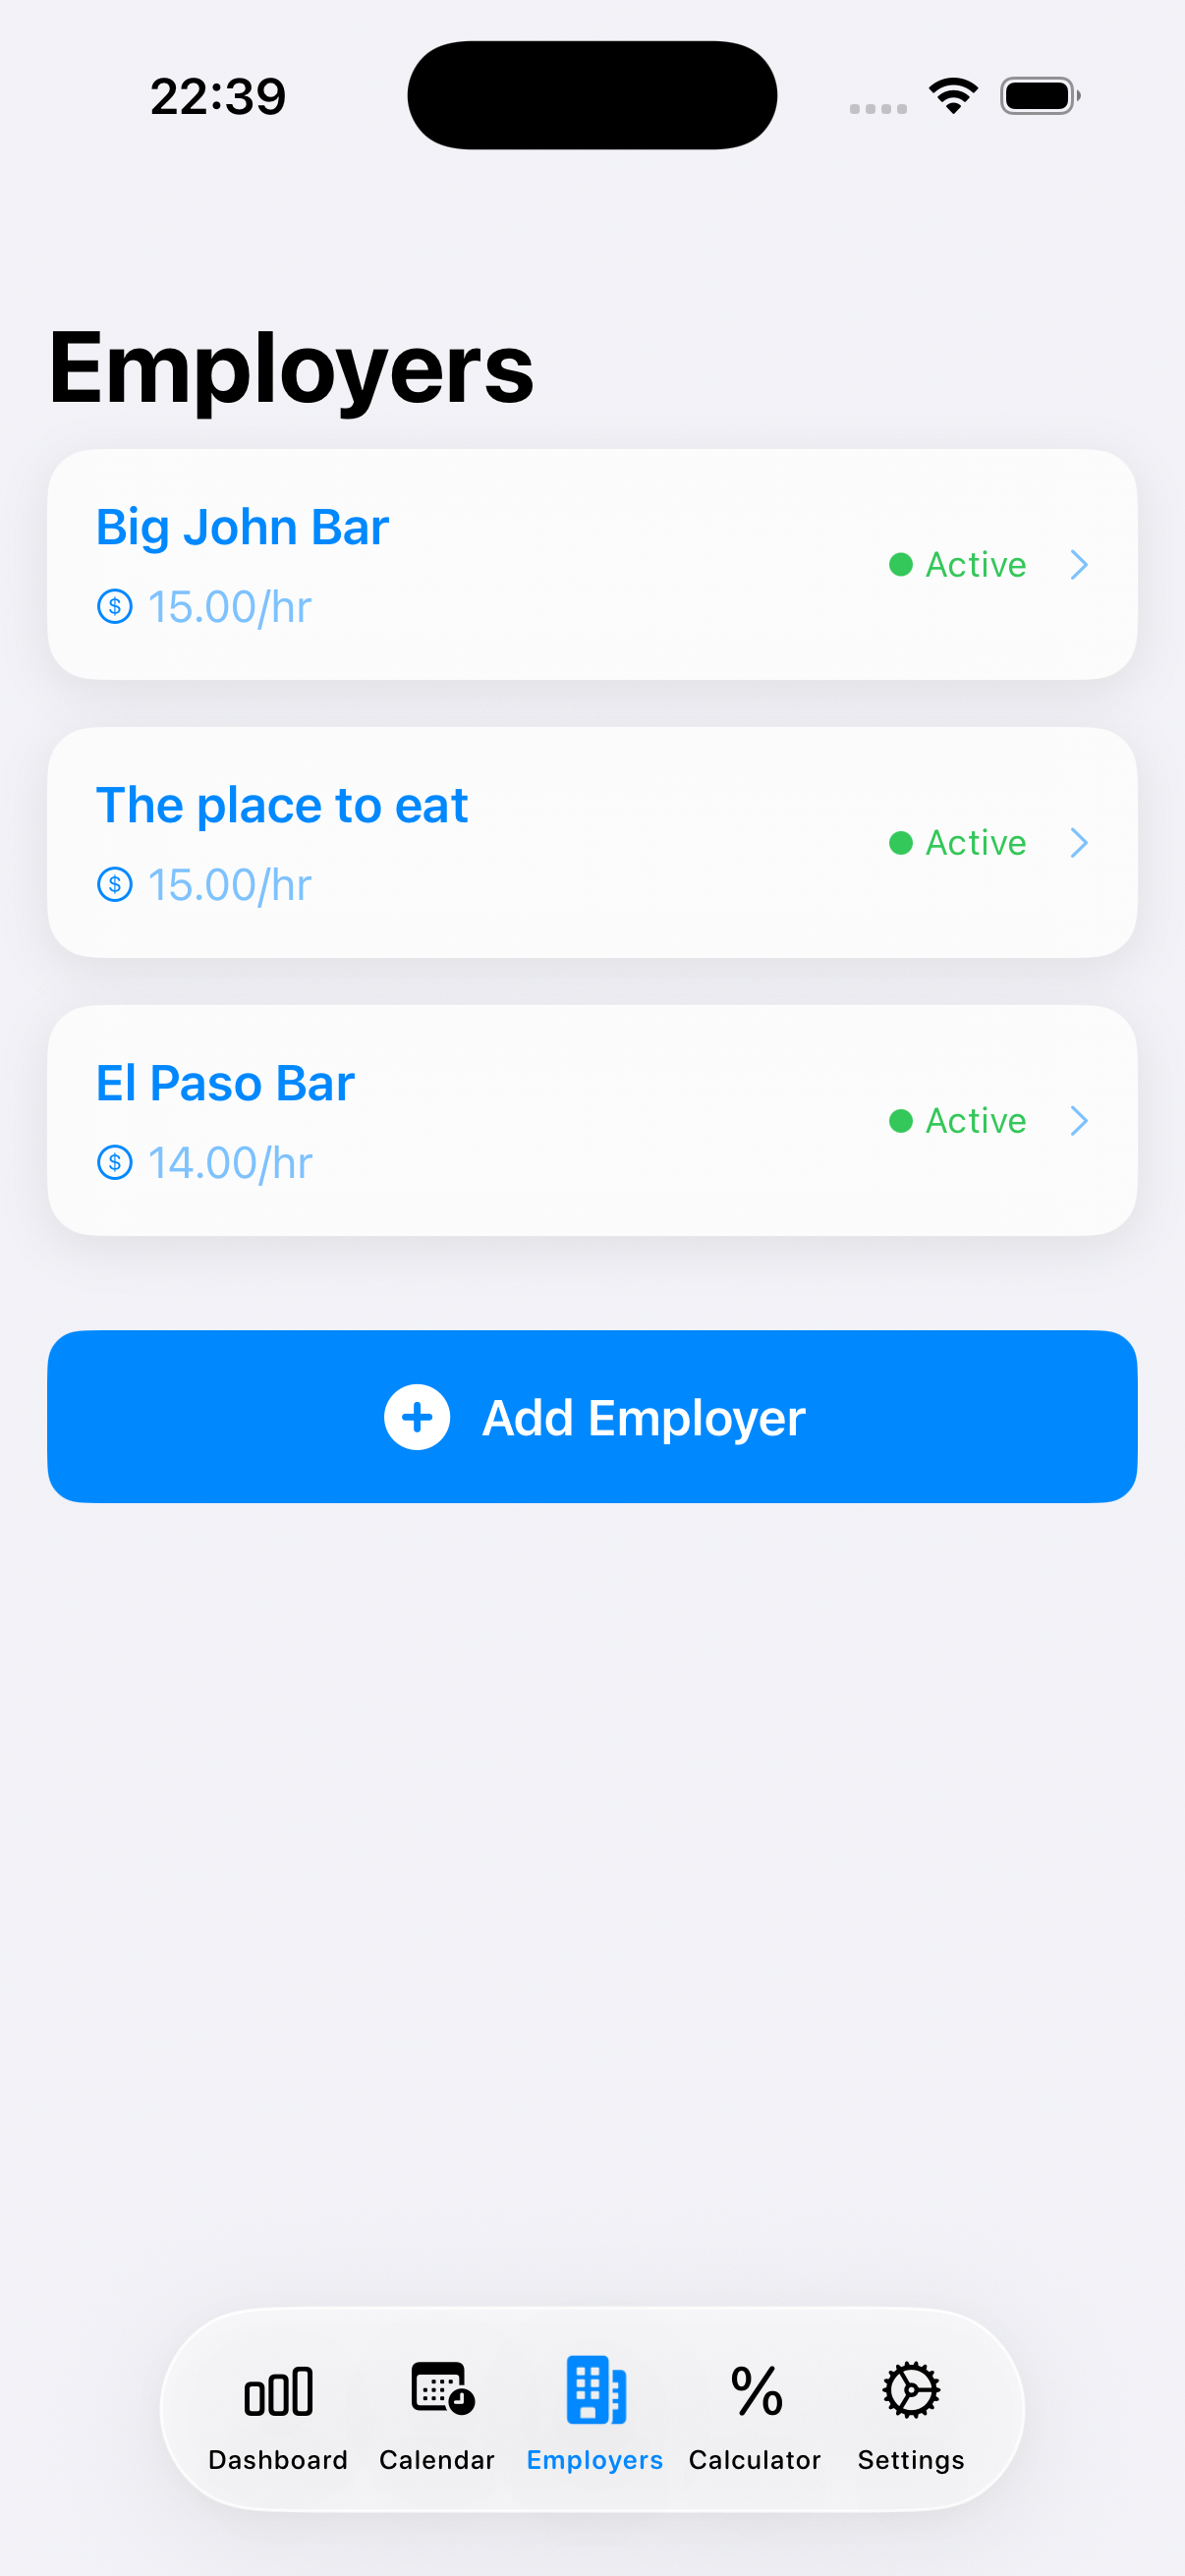 22:39
Employers
Big John Bar
Active
$ 15.00/hr
The place to eat
Active
$ 15.00/hr
El Paso Bar
Active
$ 14.00/hr
Add Employer
Dashboard Calendar Employers Calculator Settings